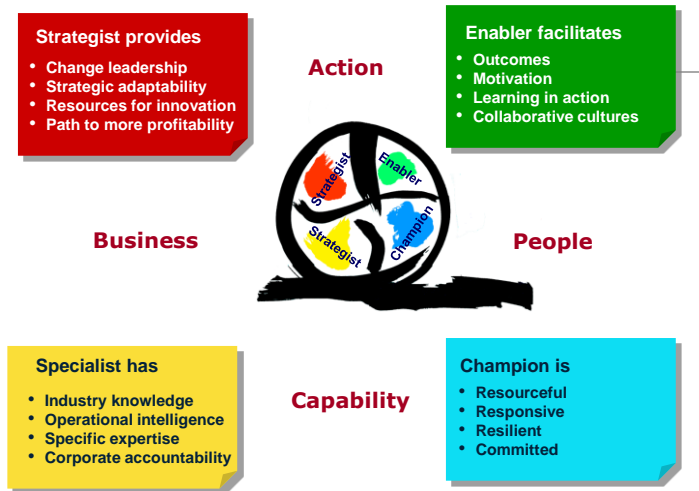 Strategist provides
• Change leadership
• Strategic adaptability
• Resources for innovation
• Path to more profitability
Action
Enabler facilitates
• Outcomes
• Motivation
• Learning in action
• Collaborative cultures
Strategist
Enabler
Strategist
Champion
Business
People
Specialist has
• Industry knowledge
• Operational intelligence
• Specific expertise
• Corporate accountability
Capability
Champion is
• Resourceful
• Responsive
• Resilient
• Committed